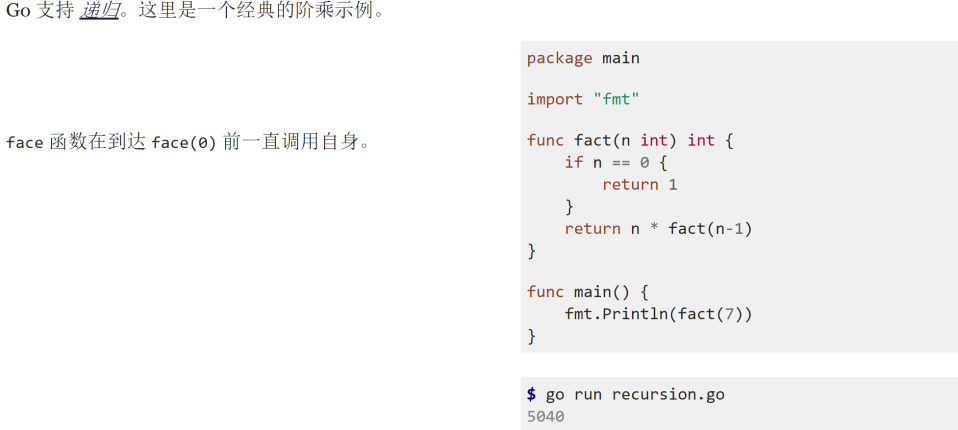 Go 支持 递归。这里是一个经典的阶乘示例。
face 函数在到达 face(0) 前一直调用自身。
package main
import "fmt"
func fact(n int) int {
    if n == 0 {
        return 1
    }
    return n * fact(n-1)
}
func main() {
    fmt.Println(fact(7))
}
$ go run recursion.go
5040